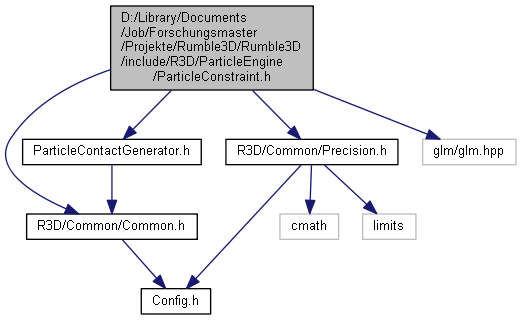 D:/Library/Documents
/Job/Forschungsmaster
/Projekte/Rumble3D/Rumble3D
/include/R3D/ParticleEngine
/ParticleConstraint.h
ParticleContactGenerator.h
R3D/Common/Precision.h
glm/glm.hpp
R3D/Common/Common.h
cmath
limits
Config.h